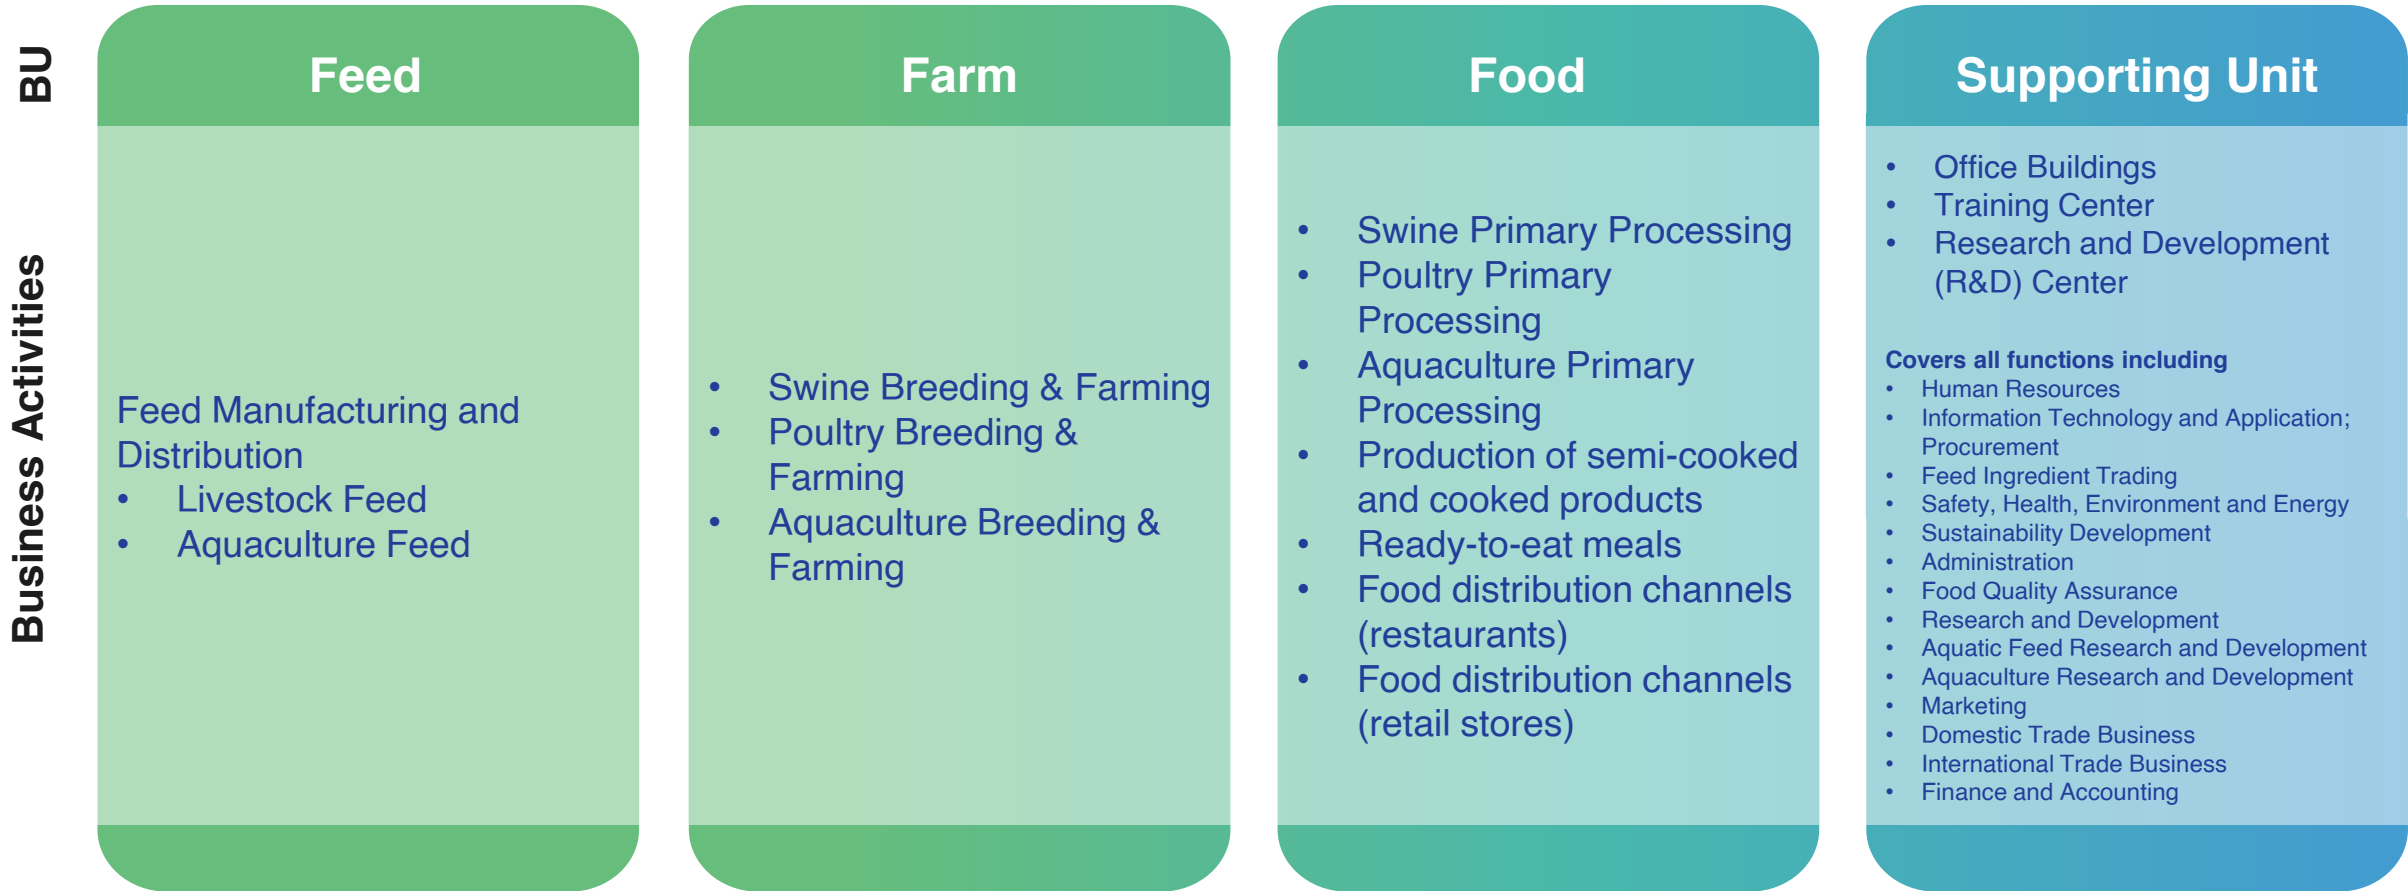 BU
Feed
Farm
Food
Supporting Unit
Business Activities
Feed Manufacturing and
Distribution
• Livestock Feed
• Aquaculture Feed
• Swine Breeding & Farming
• Poultry Breeding &
Farming
• Aquaculture Breeding &
Farming
• Swine Primary Processing
• Poultry Primary
Processing
• Aquaculture Primary
Processing
• Production of semi-cooked
and cooked products
• Ready-to-eat meals
• Food distribution channels
(restaurants)
• Food distribution channels
(retail stores)
• Office Buildings
• Training Center
• Research and Development
(R&D) Center
Covers all functions including
• Human Resources
• Information Technology and Application;
Procurement
• Feed Ingredient Trading
• Safety, Health, Environment and Energy
• Sustainability Development
• Administration
• Food Quality Assurance
• Research and Development
• Aquatic Feed Research and Development
• Aquaculture Research and Development
• Marketing
• Domestic Trade Business
• International Trade Business
• Finance and Accounting